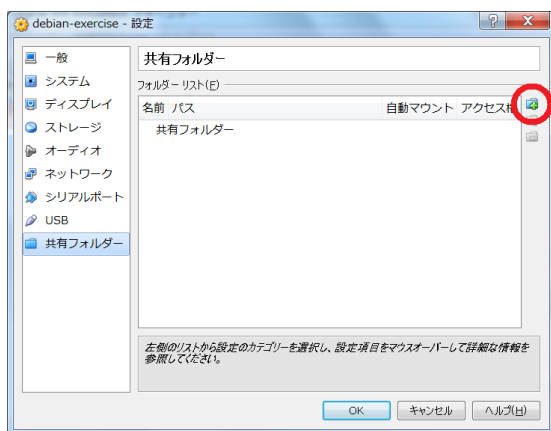 debian-exercise - 設定
一般
システム
ディスプレイ
ストレージ
オーディオ
ネットワーク
シリアルポート
USB
共有フォルダー
共有フォルダー
フォルダー リスト(F)
名前 パス 自動マウント アクセス権
共有フォルダー
左側のリストから設定のカテゴリーを選択し、設定項目をマウスオーバーして詳細な情報を
参照してください。
OK キャンセル ヘルプ(H)